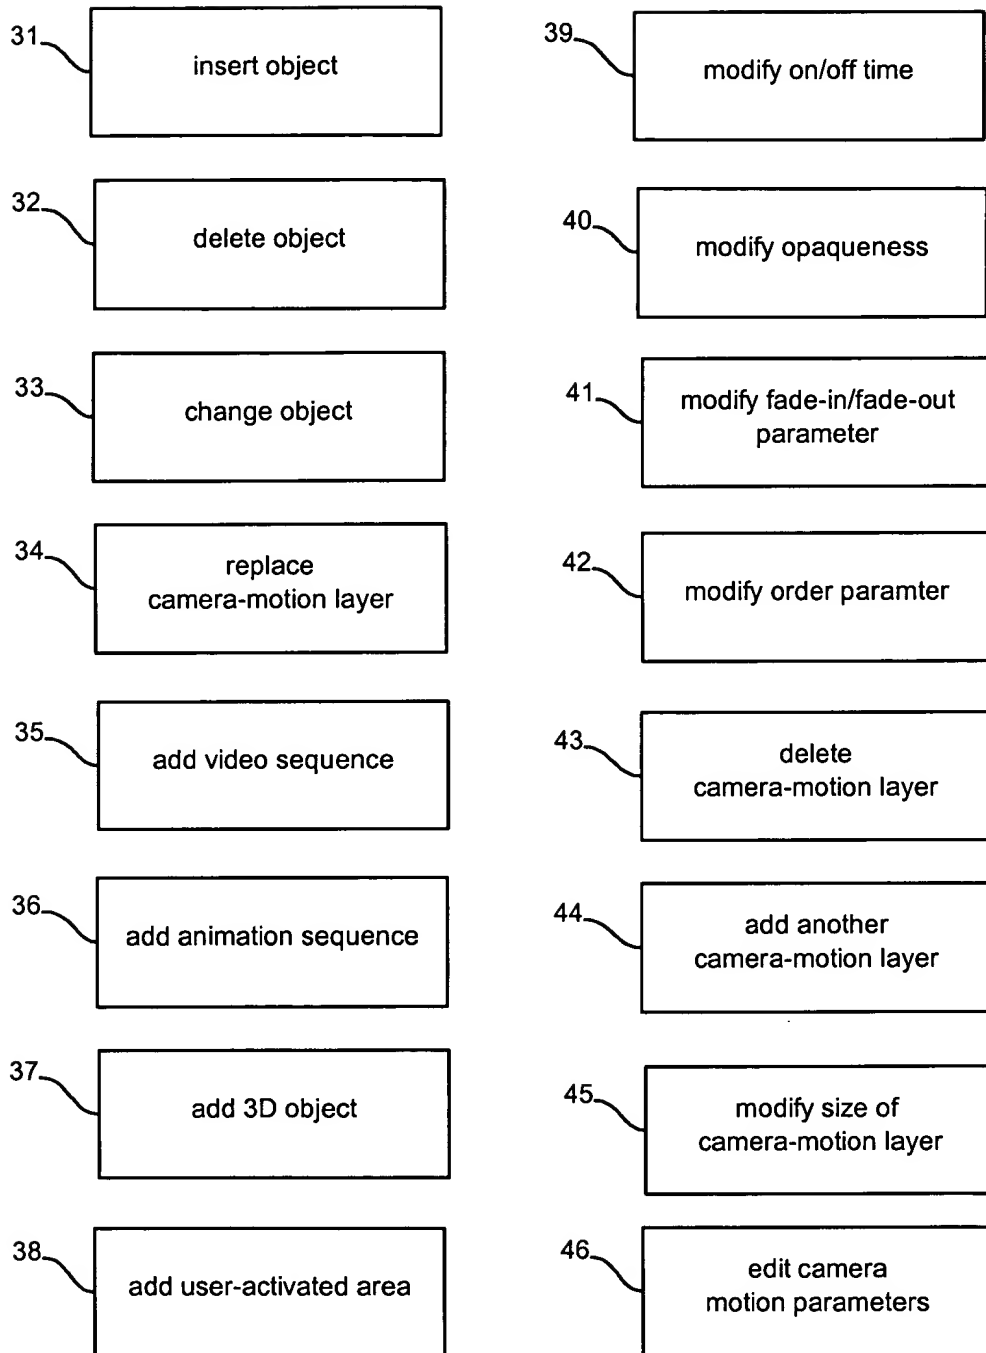 31
insert object
32
delete object
33
change object
34
replace
camera-motion layer
35
add video sequence
36
add animation sequence
37
add 3D object
38
add user-activated area
39
modify on/off time
40
modify opaqueness
41
modify fade-in/fade-out
parameter
42
modify order paramter
43
delete
camera-motion layer
44
add another
camera-motion layer
45
modify size of
camera-motion layer
46
edit camera
motion parameters